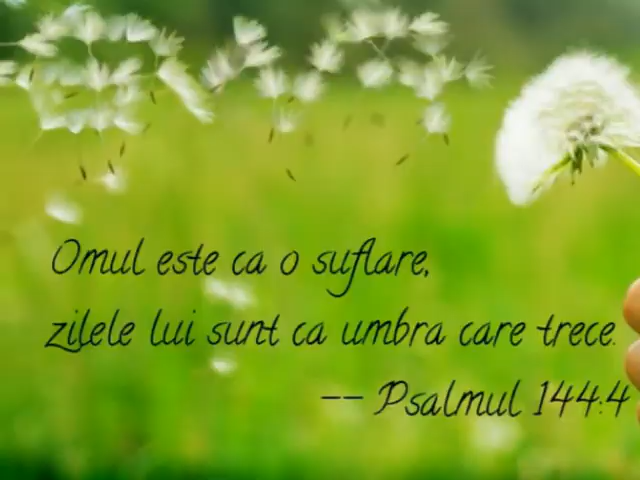 Omul este ca o suflare,
zilele lui sunt ca umbra care trece.
-- Psalmul 144:4